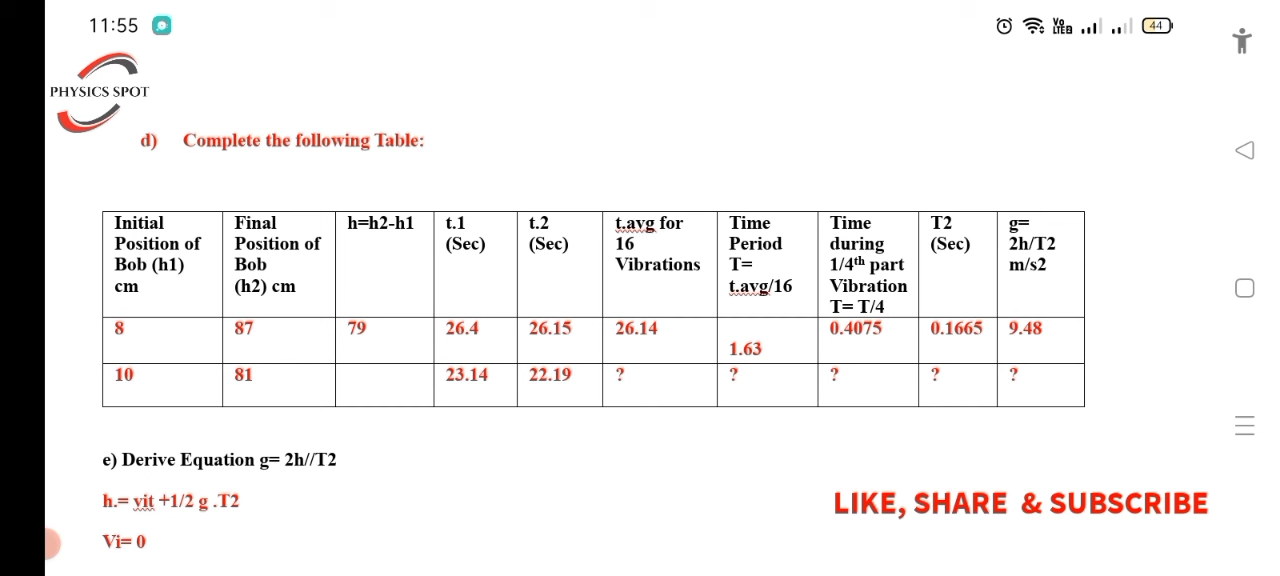 11:55
Vo
LTEB
44
PHYSICS SPOT
d) Complete the following Table:
Initial Position of Bob (h1) cm
Final Position of Bob (h2) cm
h=h2-h1
t.1 (Sec)
t.2 (Sec)
t.avg for 16 Vibrations
Time Period T= t.avg/16
Time during 1/4th part Vibration T= T/4
T2 (Sec)
g= 2h/T2 m/s2
8 87 79 26.4 26.15 26.14 1.63 0.4075 0.1665 9.48
10 81 23.14 22.19 ? ? ? ? ?
e) Derive Equation g= 2h//T2
h.= vit +1/2 g .T2
LIKE, SHARE & SUBSCRIBE
Vi= 0